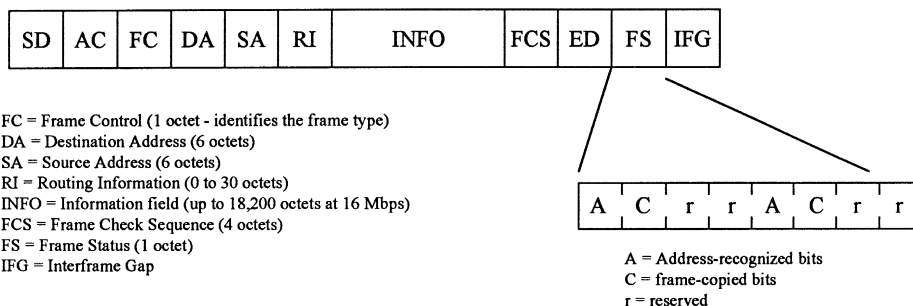 SD AC FC DA SA RI INFO FCS ED FS IFG
FC = Frame Control (1 octet - identifies the frame type)
DA = Destination Address (6 octets)
SA = Source Address (6 octets)
RI = Routing Information (0 to 30 octets)
INFO = Information field (up to 18,200 octets at 16 Mbps)
FCS = Frame Check Sequence (4 octets)
FS = Frame Status (1 octet)
IFG = Interframe Gap
A C r r A C r r
A = Address-recognized bits
C = frame-copied bits
r = reserved